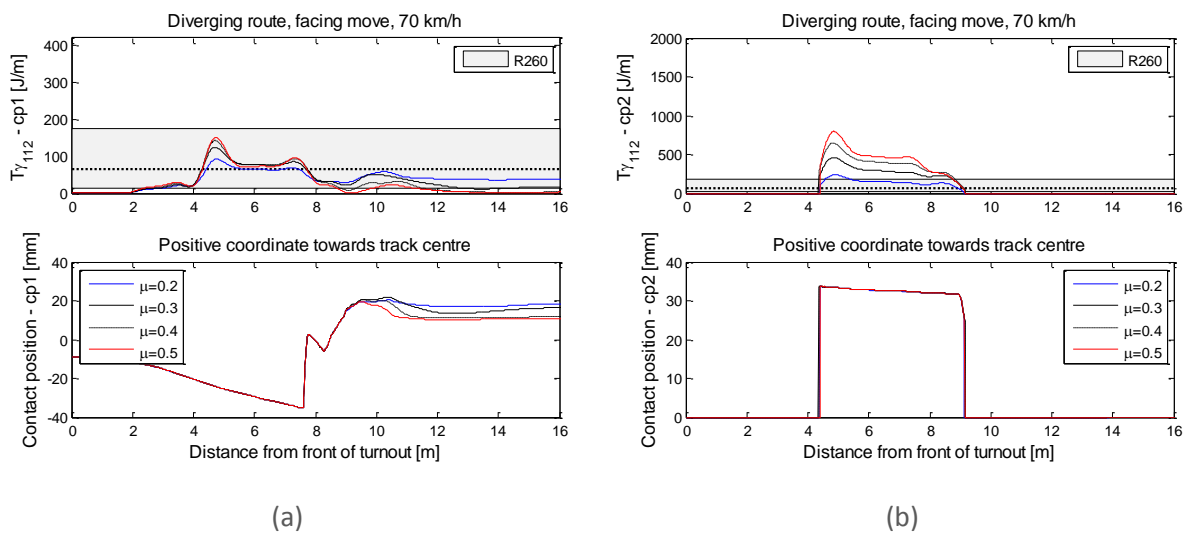 Diverging route, facing move, 70 km/h
Tγ112 - cp1 [J/m]
400
300
200
100
0
R260
0 2 4 6 8 10 12 14 16
Positive coordinate towards track centre
Contact position - cp1 [mm]
40
20
0
-20
-40
μ=0.2
μ=0.3
μ=0.4
μ=0.5
0 2 4 6 8 10 12 14 16
Distance from front of turnout [m]
(a)
Diverging route, facing move, 70 km/h
Tγ112 - cp2 [J/m]
2000
1500
1000
500
0
R260
0 2 4 6 8 10 12 14 16
Positive coordinate towards track centre
Contact position - cp2 [mm]
40
30
20
10
0
μ=0.2
μ=0.3
μ=0.4
μ=0.5
0 2 4 6 8 10 12 14 16
Distance from front of turnout [m]
(b)